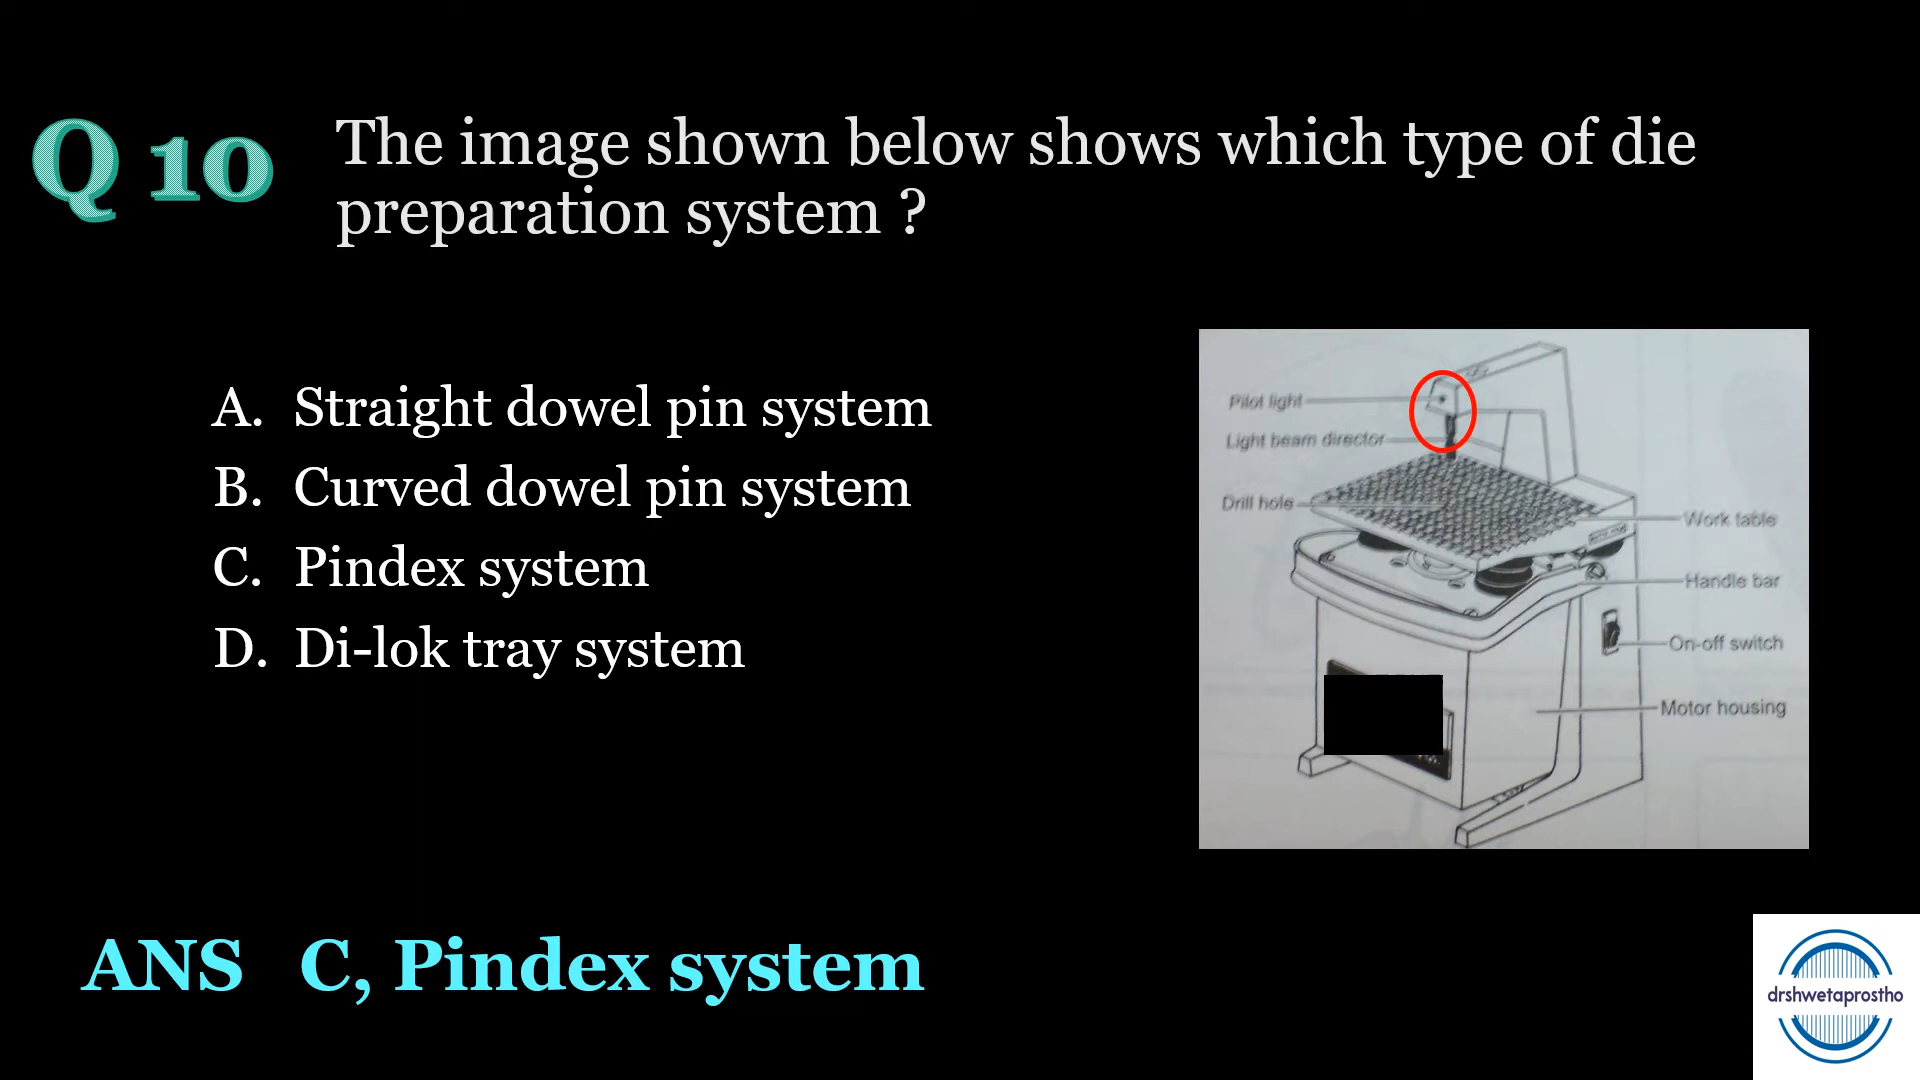 Q 10
The image shown below shows which type of die
preparation system ?
A. Straight dowel pin system
B. Curved dowel pin system
C. Pindex system
D. Di-lok tray system
Pilot light
Light beam director
Drill hole
Work table
Handle bar
On-off switch
Motor housing
ANS C, Pindex system
drshwetaprostho